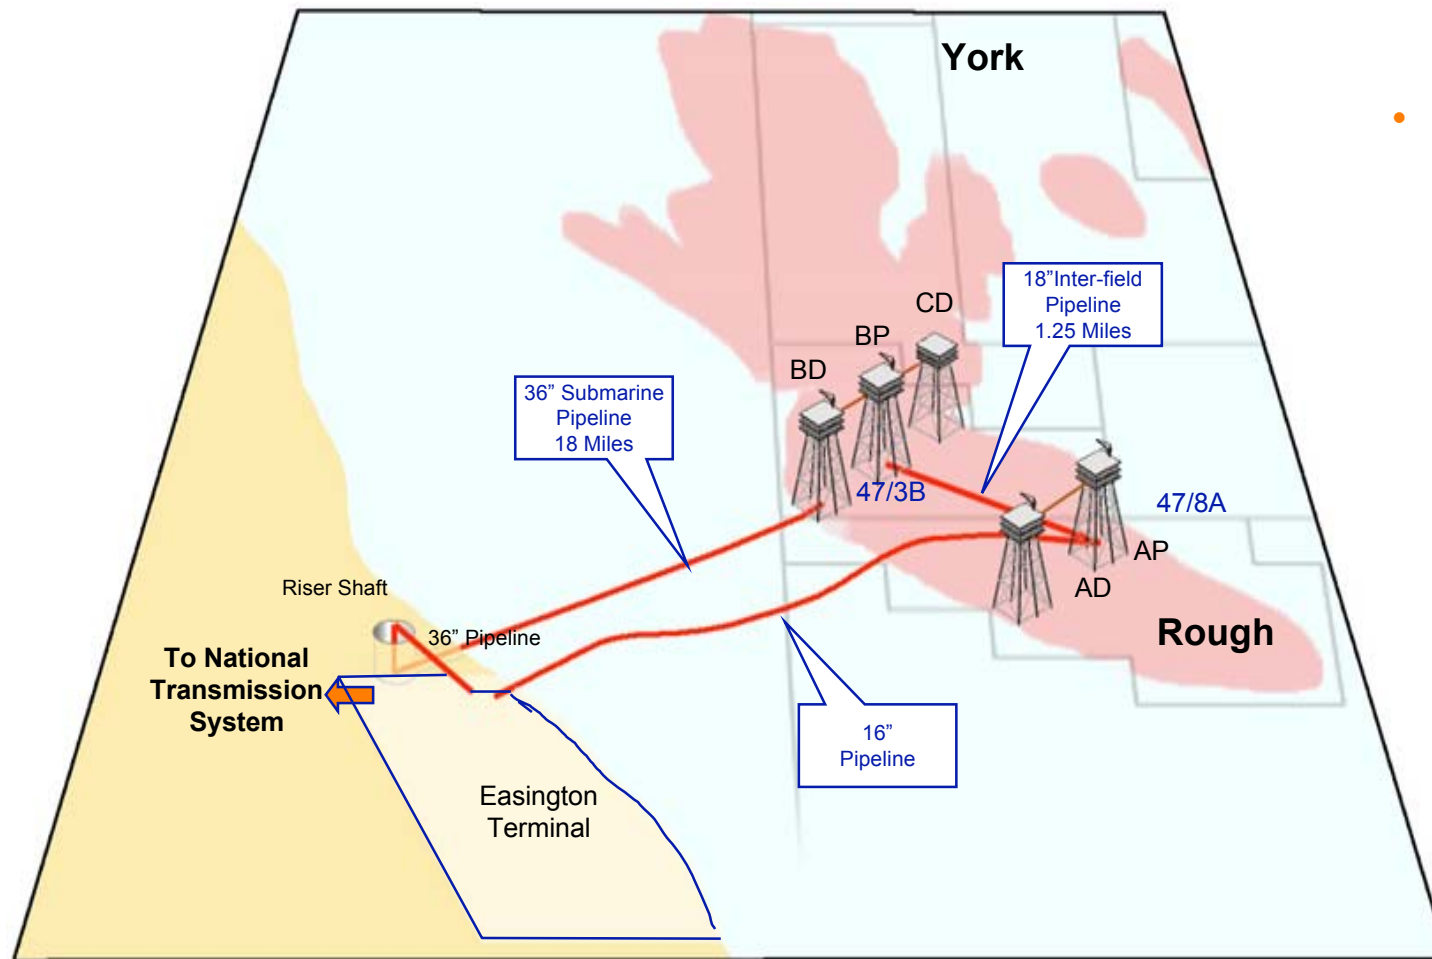 York
CD
18”Inter-field
Pipeline
1.25 Miles
BP
BD
36” Submarine
Pipeline
18 Miles
47/3B
47/8A
AP
AD
Riser Shaft
36” Pipeline
Rough
To National
Transmission
System
16”
Pipeline
Easington
Terminal